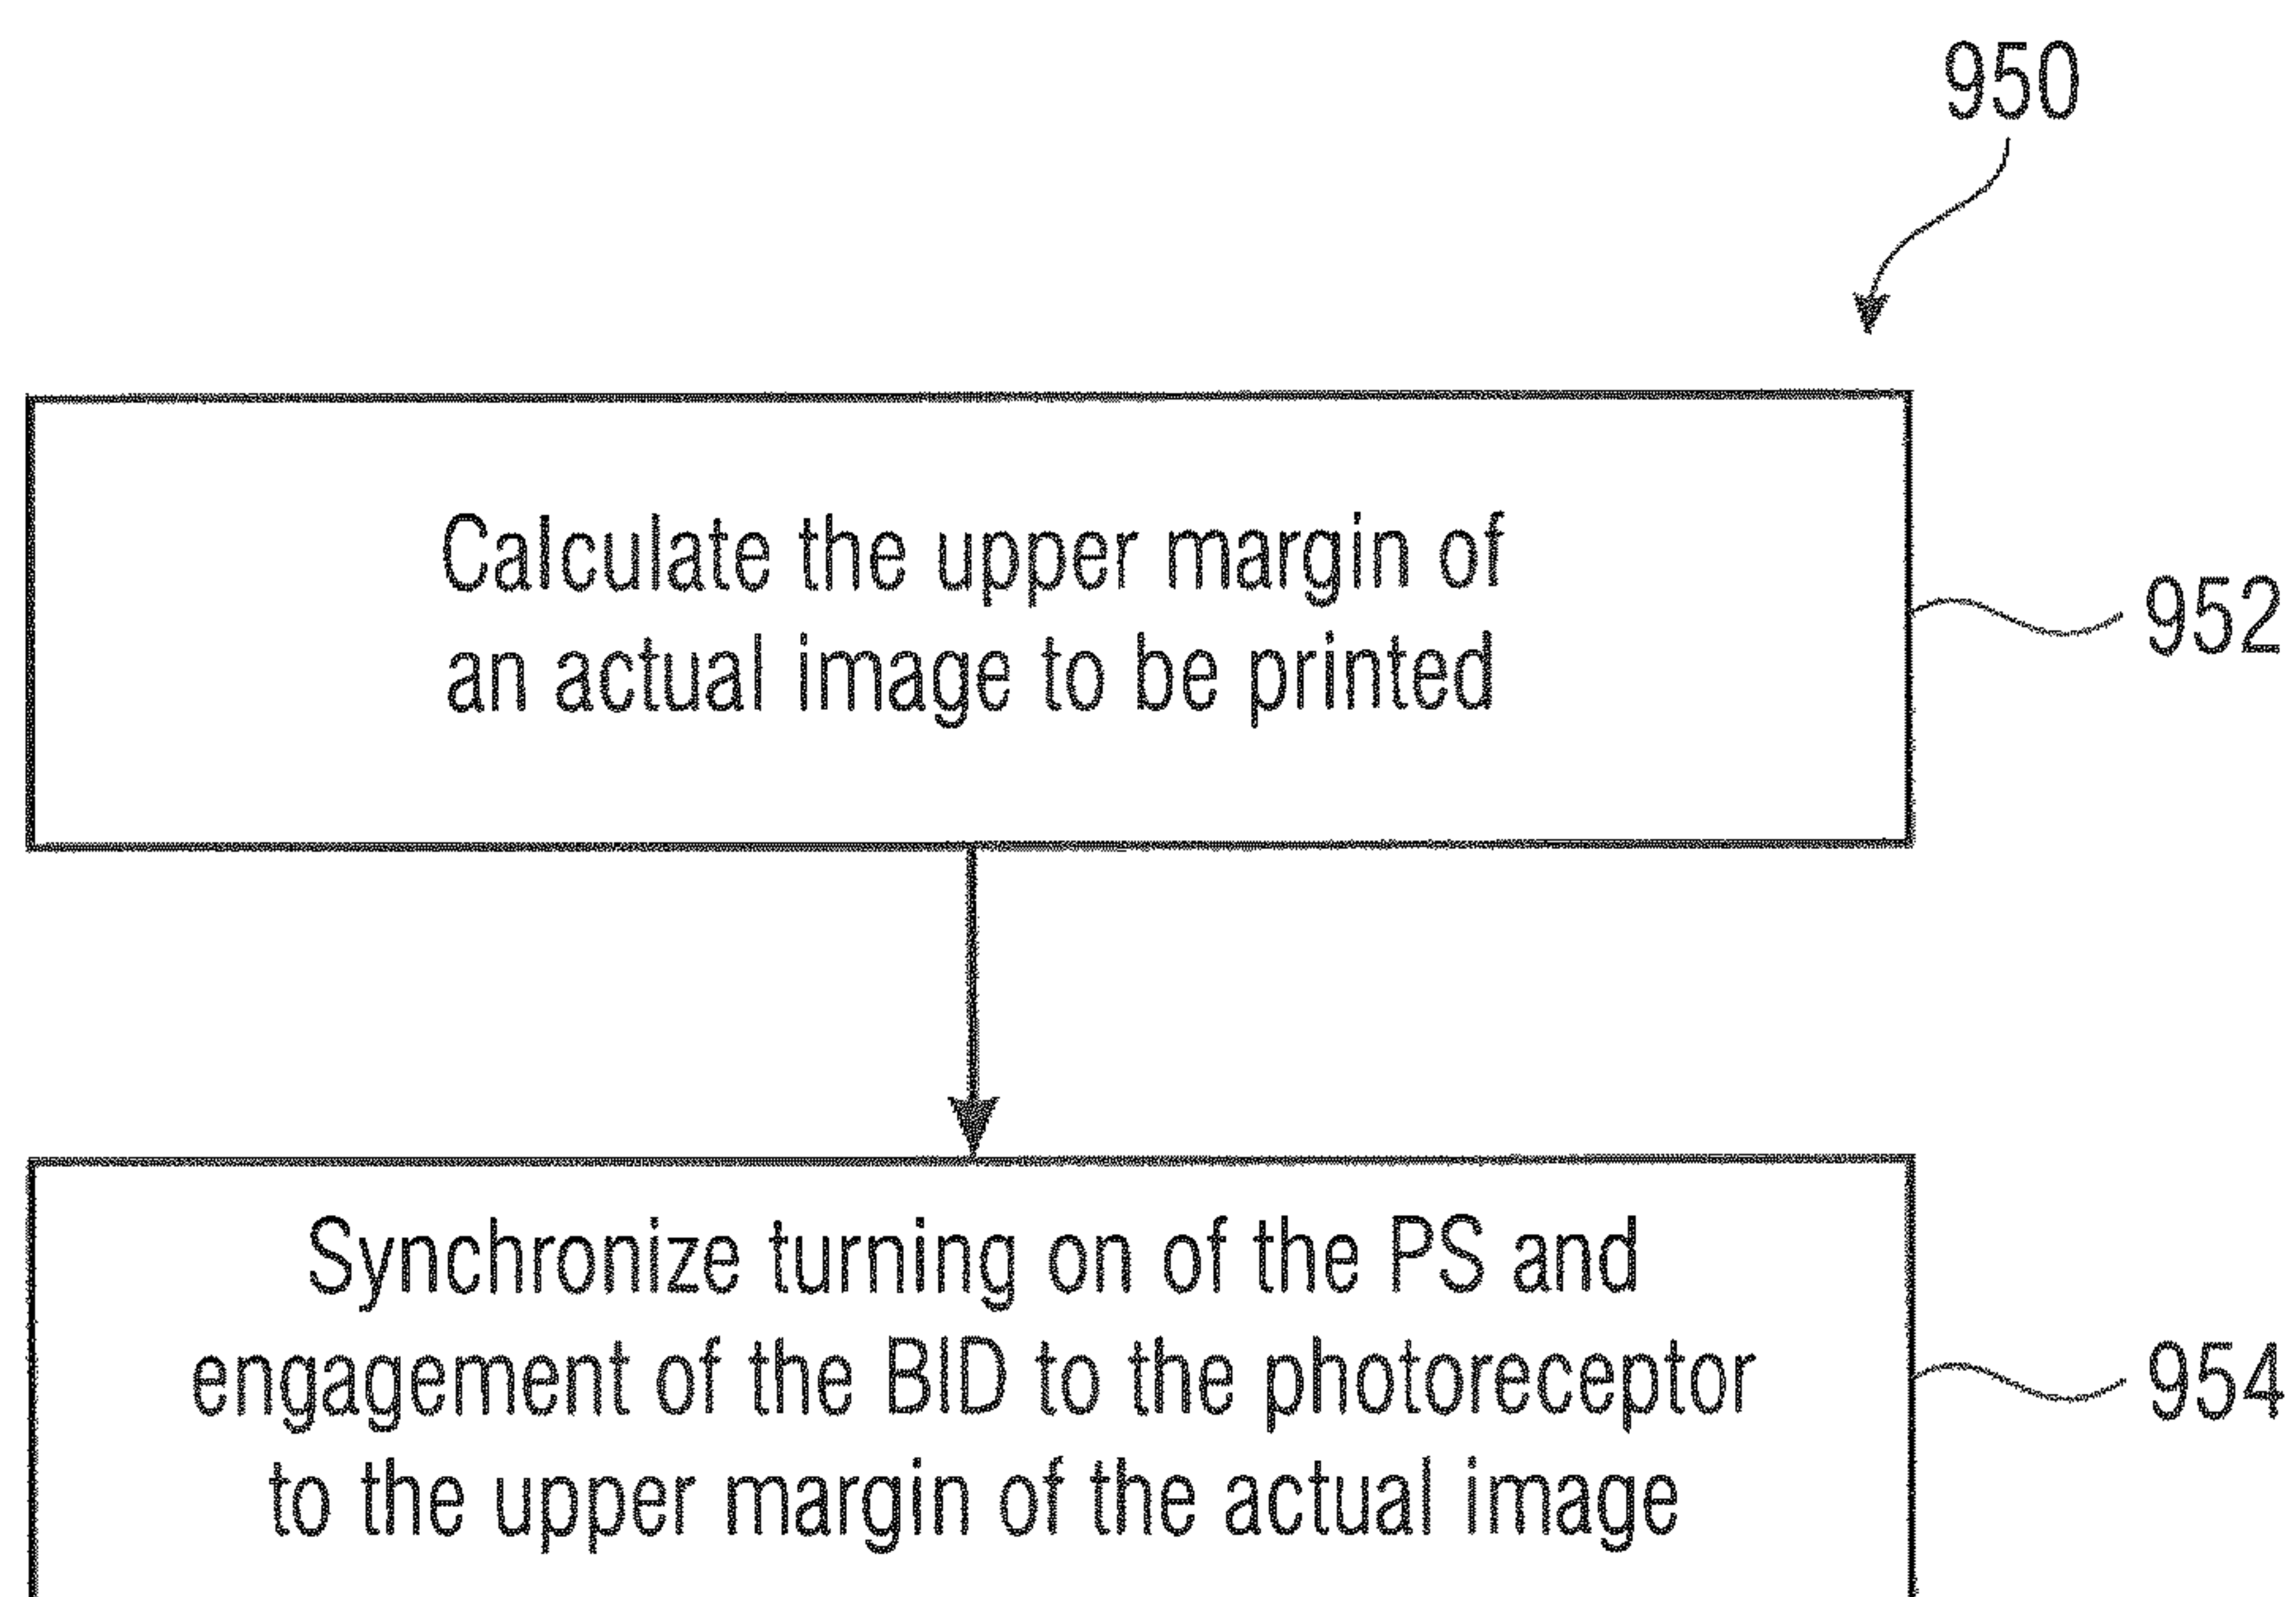 950
Calculate the upper margin of
an actual image to be printed
952
Synchronize turning on of the PS and
engagement of the BID to the photoreceptor
to the upper margin of the actual image
954